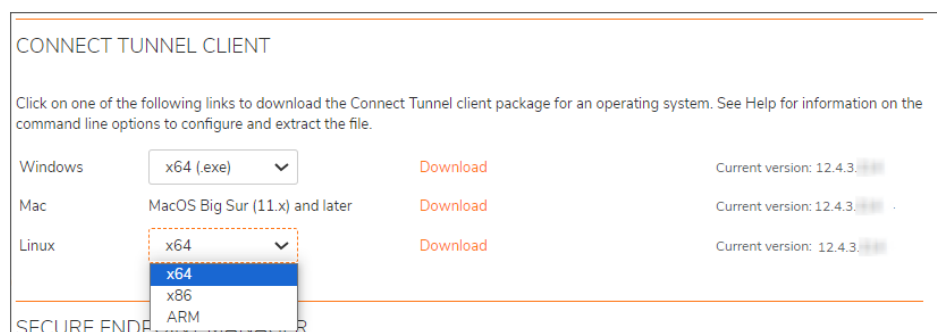 CONNECT TUNNEL CLIENT
Click on one of the following links to download the Connect Tunnel client package for an operating system. See Help for information on the
command line options to configure and extract the file.
Windows x64 (.exe) Download Current version: 12.4.3.
Mac MacOS Big Sur (11.x) and later Download Current version: 12.4.3.
Linux x64 Download Current version: 12.4.3.
x64
x86
ARM
SECURE